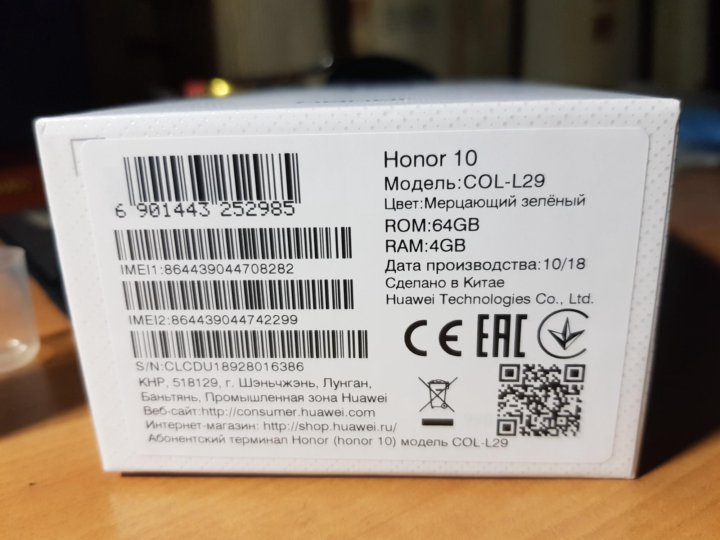 6 901443 252985
IMEI1:864439044708282
IMEI2:864439044742299
S/N:CLCDU18928016386
КНР, 518129, г. Шэньчжэнь, Лунган,
Баньтянь, Промышленная зона Huawei
Веб-сайт:http://consumer.huawei.com
Интернет-магазин: http://shop.huawei.ru/
Абонентский терминал Honor (honor 10) модель COL-L29
Honor 10
Модель:COL-L29
Цвет:Мерцающий зелёный
ROM:64GB
RAM:4GB
Дата производства:10/18
Сделано в Китае
Huawei Technologies Co., Ltd.
CE EAC